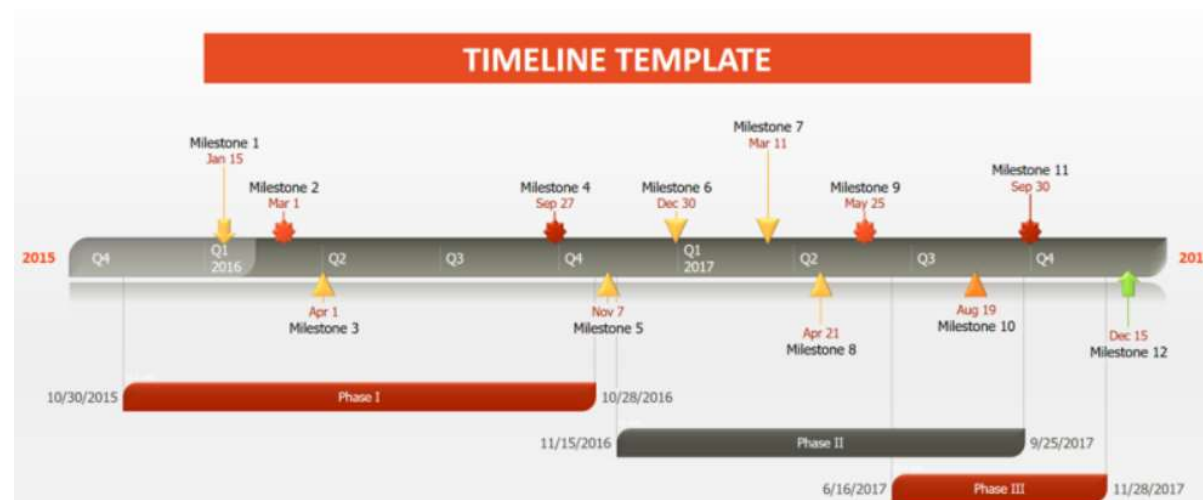 TIMELINE TEMPLATE
Milestone 7
Mar 11
Milestone 1
Jan 15
Milestone 11
Sep 30
Milestone 2
Mar 1
Milestone 4
Sep 27
Milestone 6
Dec 30
Milestone 9
May 25
2015
Q4
Q1
2016
Q2
Q3
Q4
Q1
2017
Q2
Q3
Q4
201
Apr 1
Milestone 3
Nov 7
Milestone 5
Apr 21
Milestone 8
Aug 19
Milestone 10
Dec 15
Milestone 12
10/30/2015
Phase I
10/28/2016
11/15/2016
Phase II
9/25/2017
6/16/2017
Phase III
11/28/2017